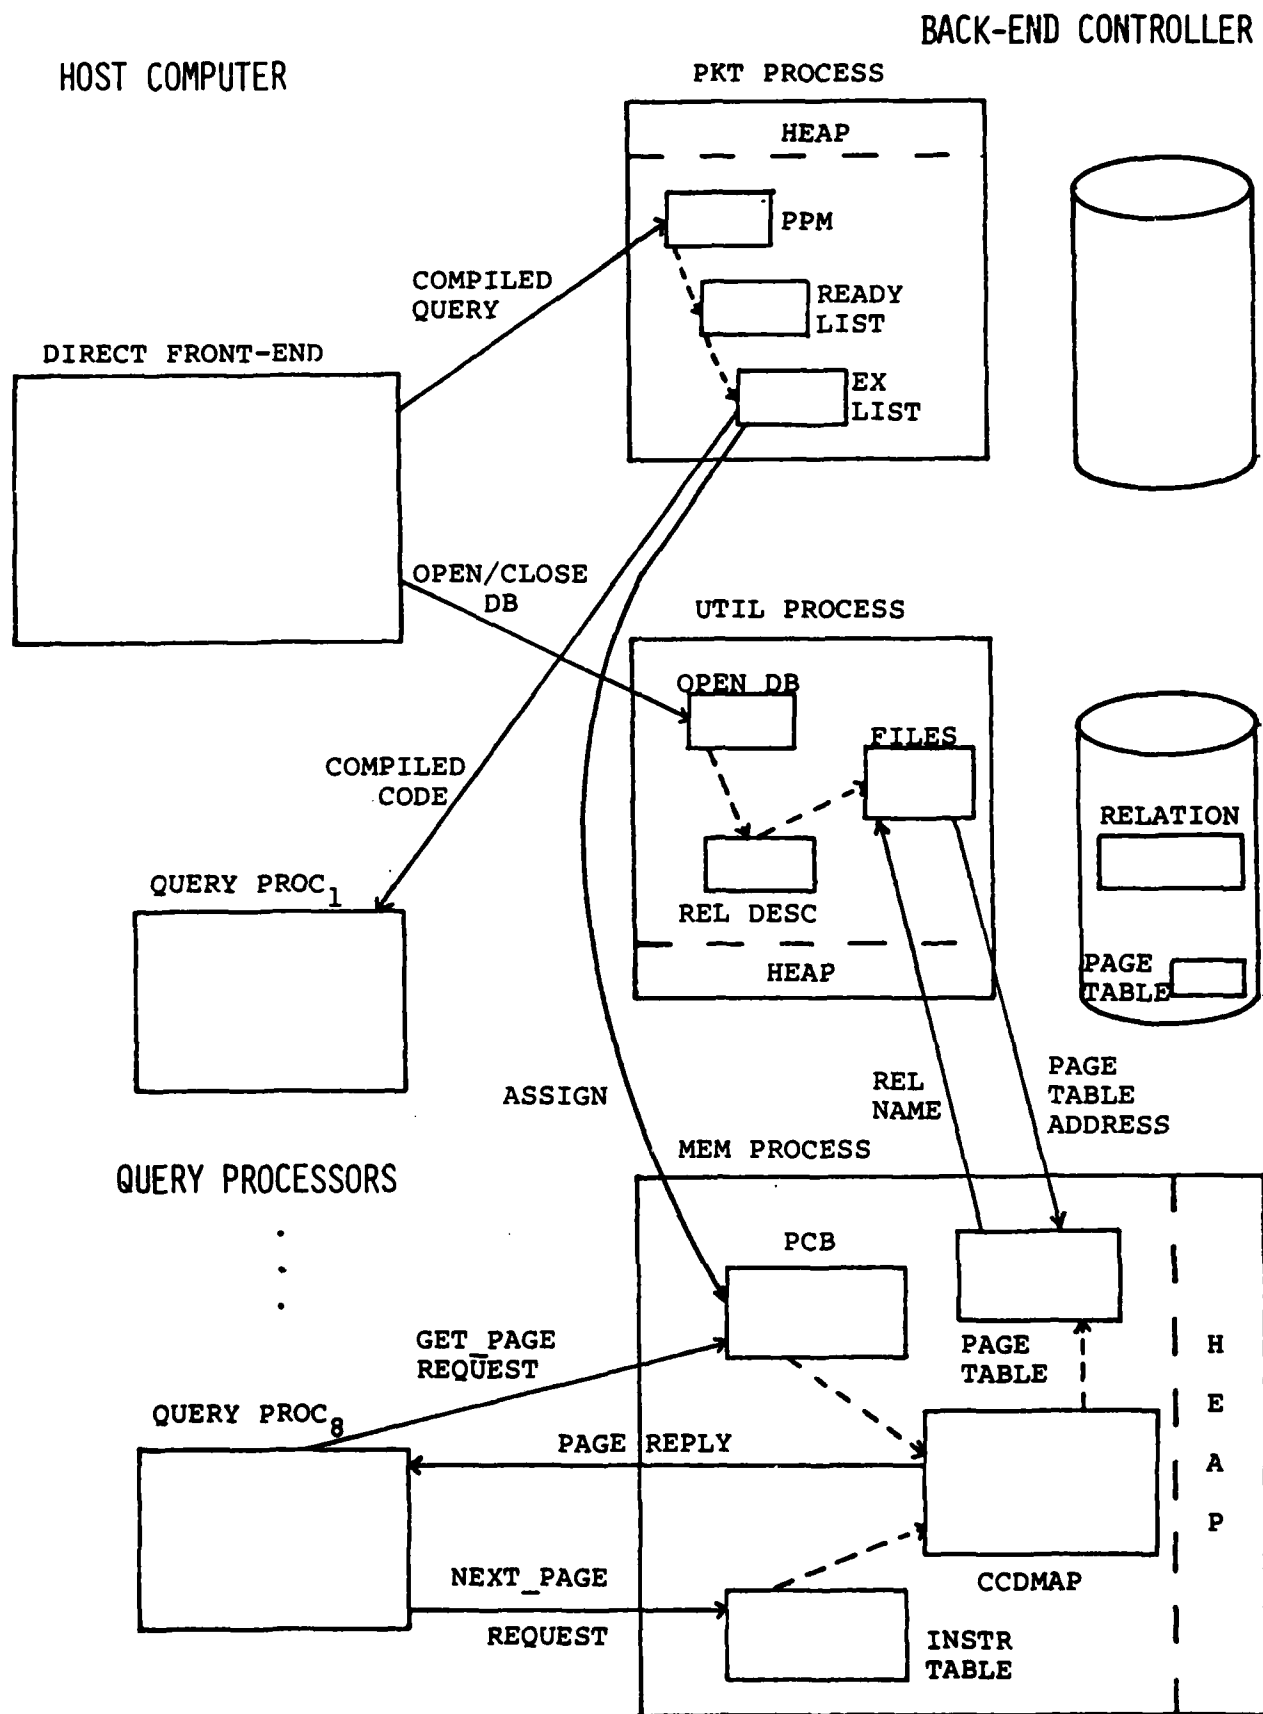 BACK-END CONTROLLER
HOST COMPUTER
PKT PROCESS
HEAP
PPM
COMPILED
QUERY
READY
LIST
DIRECT FRONT-END
EX
LIST
OPEN/CLOSE
DB
UTIL PROCESS
OPEN DB
FILES
COMPILED
CODE
RELATION
QUERY PROC1
REL DESC
PAGE
TABLE
HEAP
REL
NAME
PAGE
TABLE
ADDRESS
ASSIGN
MEM PROCESS
QUERY PROCESSORS
.
.
.
PCB
GET_PAGE
REQUEST
PAGE
TABLE
H
E
A
P
QUERY PROC8
PAGE REPLY
NEXT_PAGE
REQUEST
CCDMAP
INSTR
TABLE